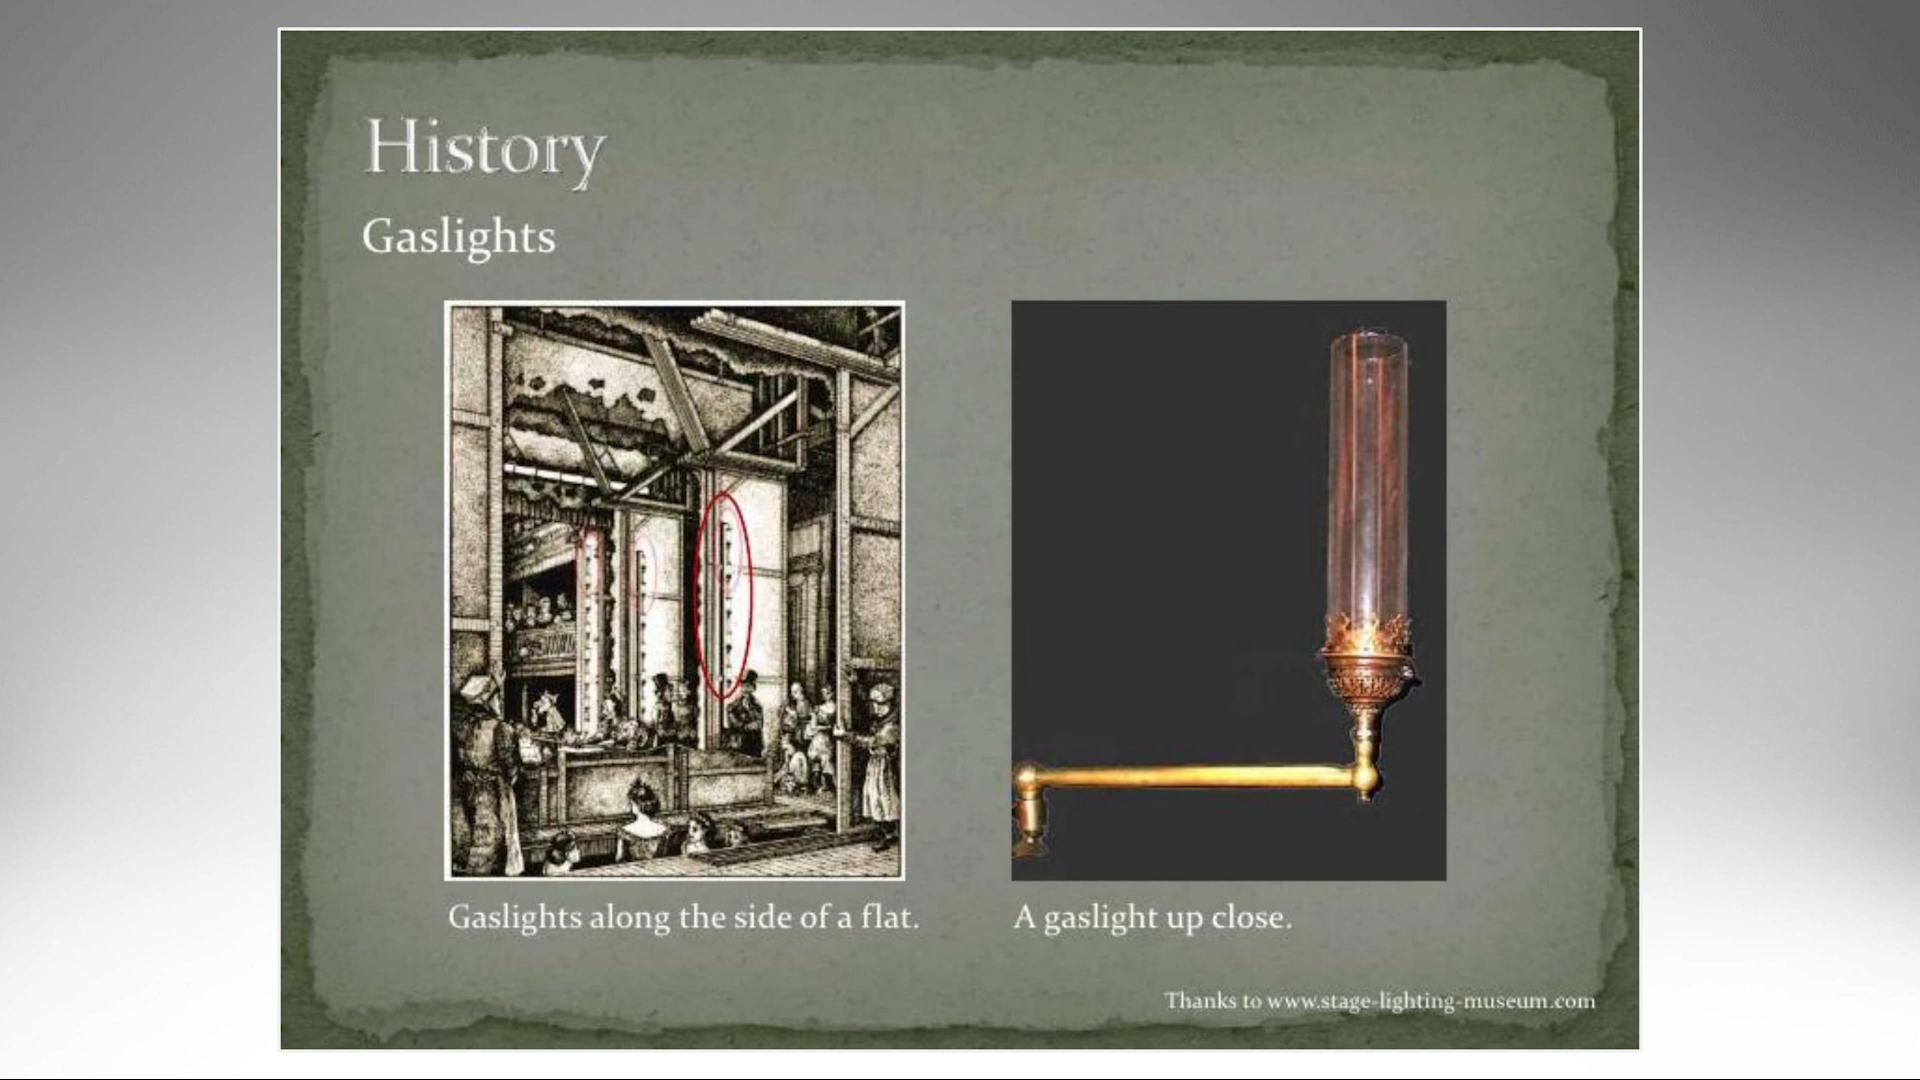 History
Gaslights
Gaslights along the side of a flat.
A gaslight up close.
Thanks to www.stage-lighting-museum.com